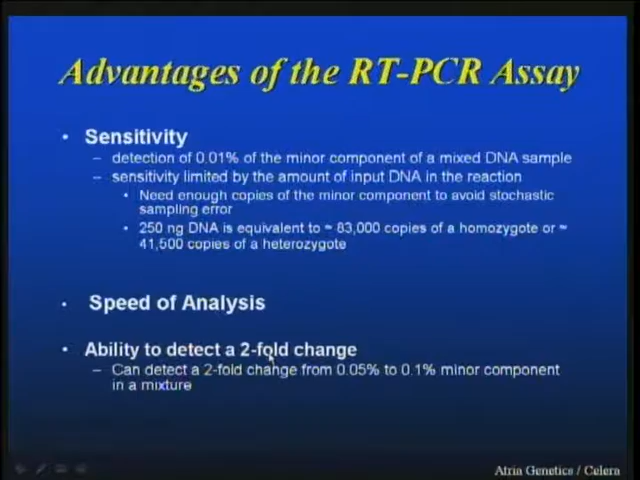 Advantages of the RT-PCR Assay
• Sensitivity
– detection of 0.01% of the minor component of a mixed DNA sample
– sensitivity limited by the amount of input DNA in the reaction
• Need enough copies of the minor component to avoid stochastic
sampling error
• 250 ng DNA is equivalent to ≈ 83,000 copies of a homozygote or ≈
41,500 copies of a heterozygote
• Speed of Analysis
• Ability to detect a 2-fold change
– Can detect a 2-fold change from 0.05% to 0.1% minor component
in a mixture
Atria Genetics / Celera